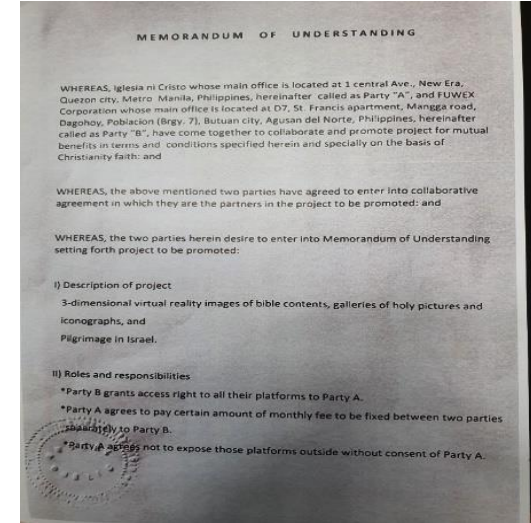 MEMORANDUM OF UNDERSTANDING
WHEREAS, Iglesia ni Cristo whose main office is located at 1 central Ave., New Era,
Quezon city, Metro Manila, Philippines, hereinafter called as Party "A", and FUWEX
Corporation whose main office is located at D7, St. Francis apartment, Mangga road,
Dagohoy, Poblacion (Brgy. 7), Butuan city, Agusan del Norte, Philippines, hereinafter
called as Party "B", have come together to collaborate and promote project for mutual
benefits in terms and conditions specified herein and specially on the basis of
Christianity faith: and
WHEREAS, the above mentioned two parties have agreed to enter into collaborative
agreement in which they are the partners in the project to be promoted: and
WHEREAS, the two parties herein desire to enter into Memorandum of Understanding
setting forth project to be promoted:
I) Description of project
3-dimensional virtual reality images of bible contents, galleries of holy pictures and
iconographs, and
Pilgrimage in Israel.
II) Roles and responsibilities
*Party B grants access right to all their platforms to Party A.
*Party A agrees to pay certain amount of monthly fee to be fixed between two parties
separately to Party B.
*Party A agrees not to expose those platforms outside without consent of Party A.